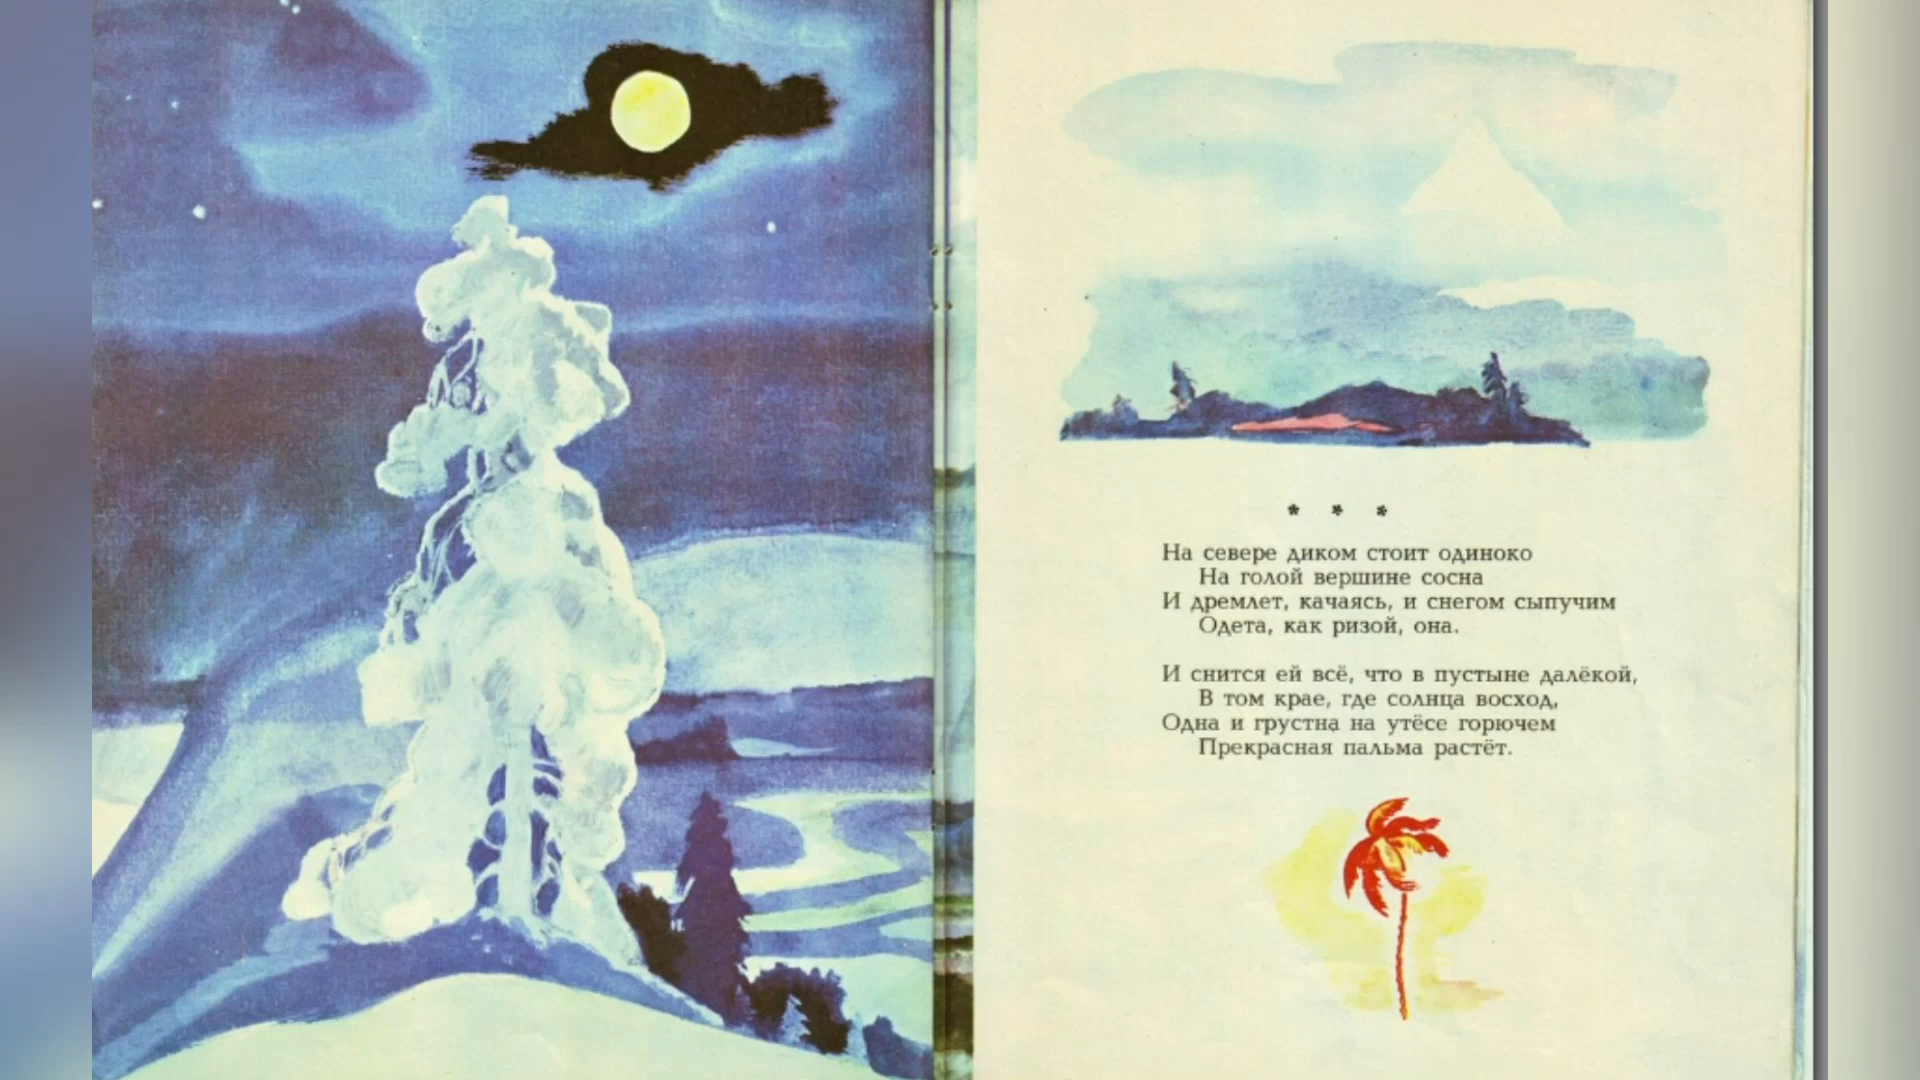 * * *
На севере диком стоит одиноко
На голой вершине сосна
И дремлет, качаясь, и снегом сыпучим
Одета, как ризой, она.
И снится ей всё, что в пустыне далёкой,
В том крае, где солнца восход,
Одна и грустна на утёсе горючем
Прекрасная пальма растёт.